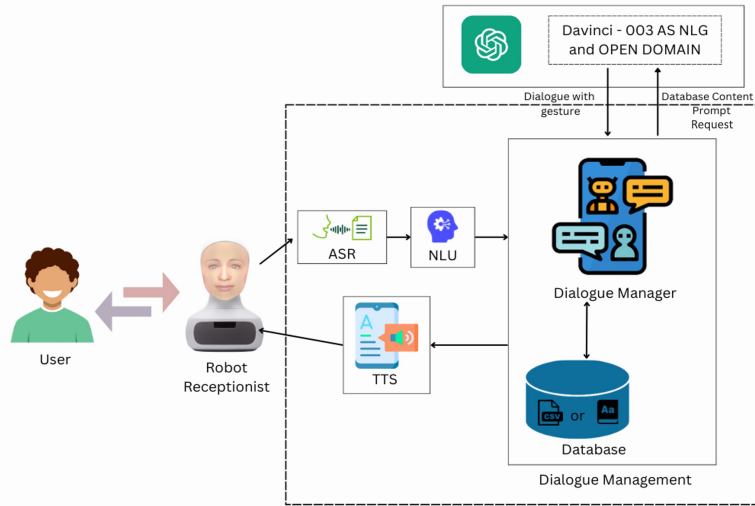 Davinci - 003 AS NLG
and OPEN DOMAIN
Dialogue with
gesture
Database Content
Prompt
Request
ASR
NLU
Dialogue Manager
User
Robot
Receptionist
A
TTS
csv
or
Aa
Database
Dialogue Management